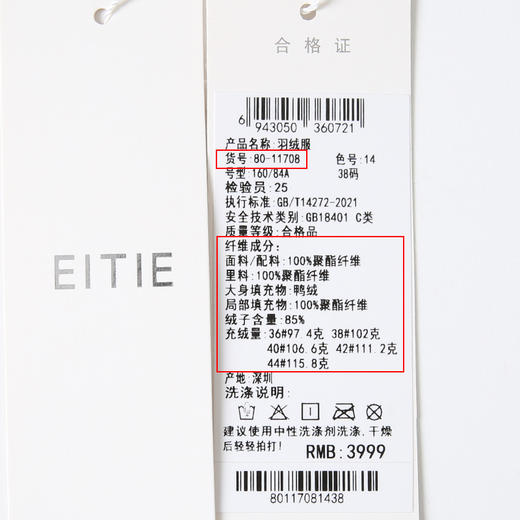 EITIE
合格证
6 943050 360721
产品名称:羽绒服
货号:80-11708 色号:14
号型:160/84A 38码
检验员:25
执行标准:GB/T14272-2021
安全技术类别:GB18401 C类
质量等级:合格品
纤维成分:
面料/配料:100%聚酯纤维
里料:100%聚酯纤维
大身填充物:鸭绒
局部填充物:100%聚酯纤维
绒子含量:85%
充绒量:36#97.4克 38#102克
40#106.6克 42#111.2克
44#115.8克
产地:深圳
洗涤说明:
建议使用中性洗涤剂洗涤,干燥
后轻轻拍打!
RMB:3999
80117081438